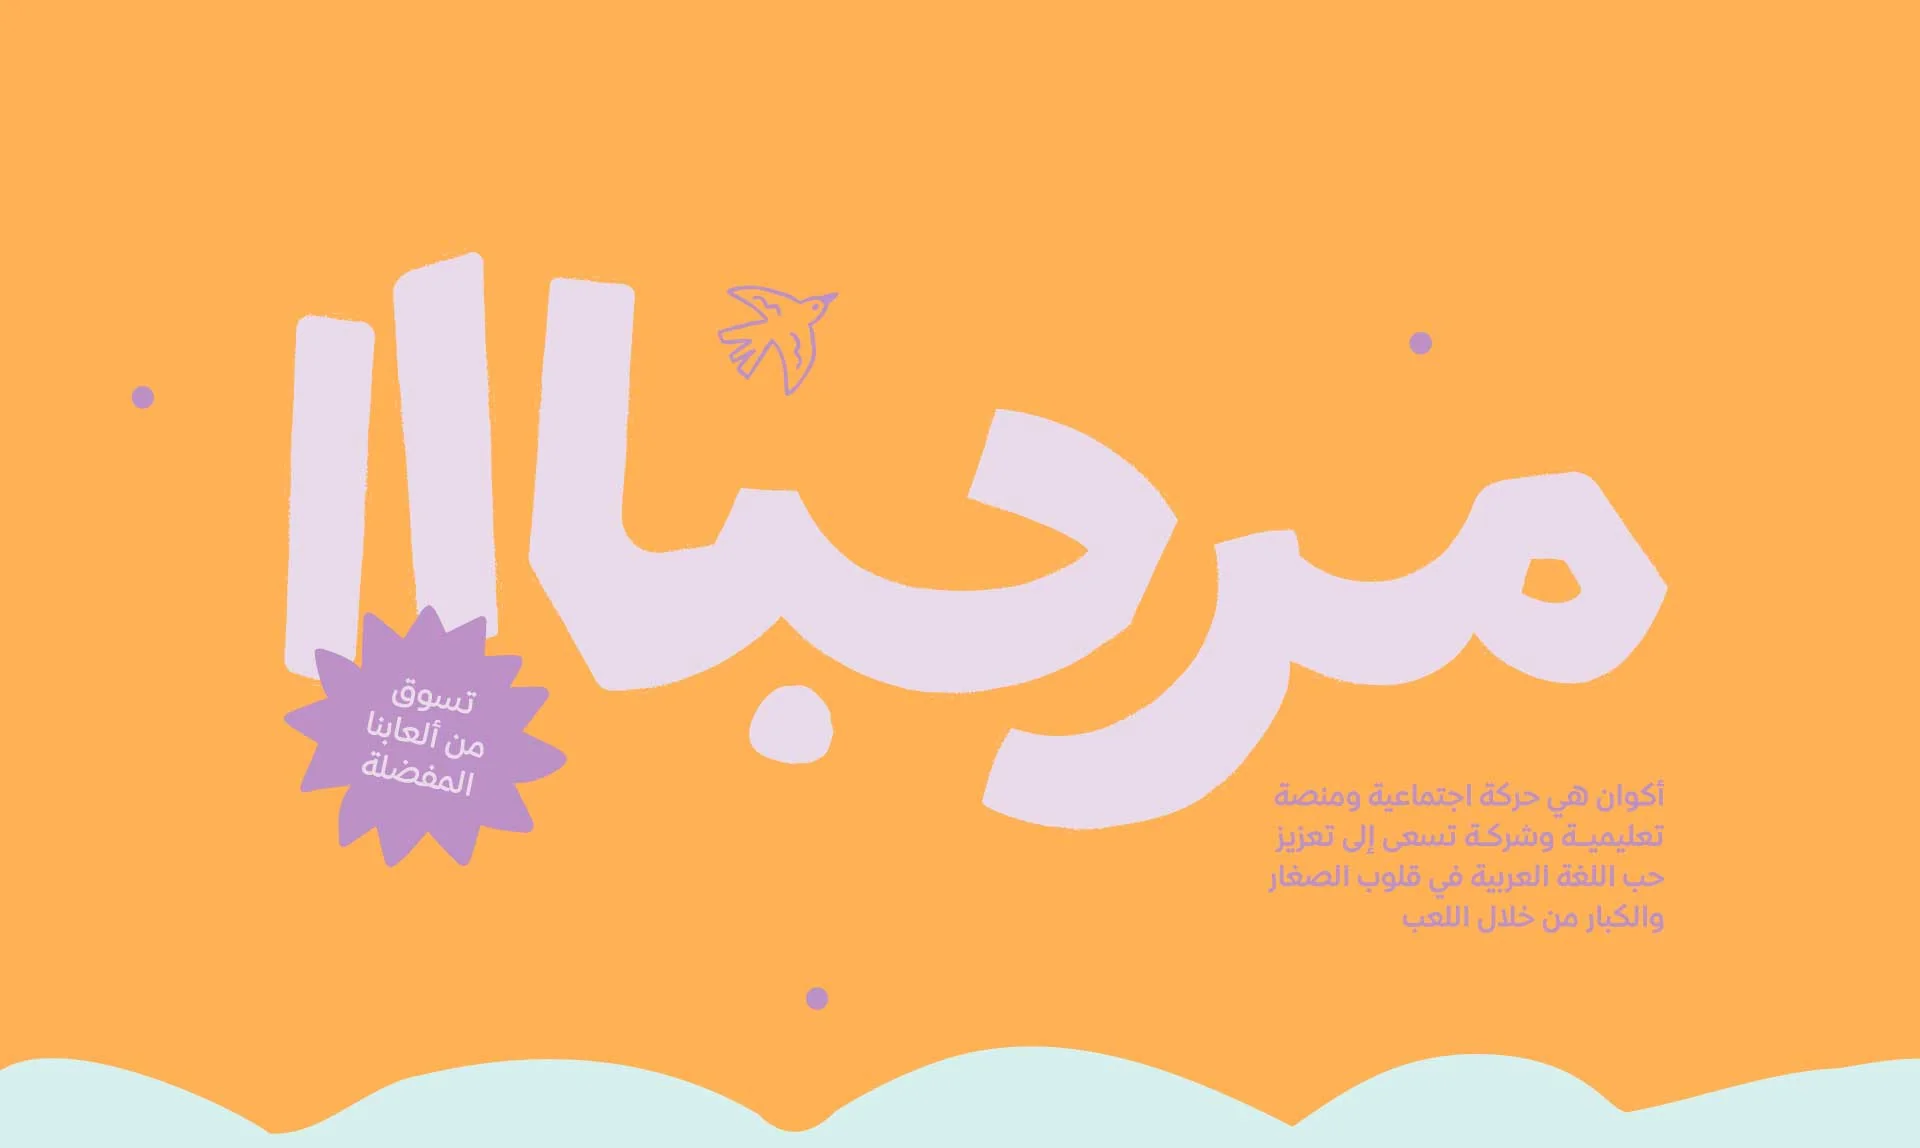 مرحبااا
تسوق
من ألعابنا
المفضلة
أكوان هي حركة اجتماعية ومنصة
تعليميـة وشركـة تسعى إلى تعزيز
حب اللغة العربية في قلوب الصغار
والكبار من خلال اللعب